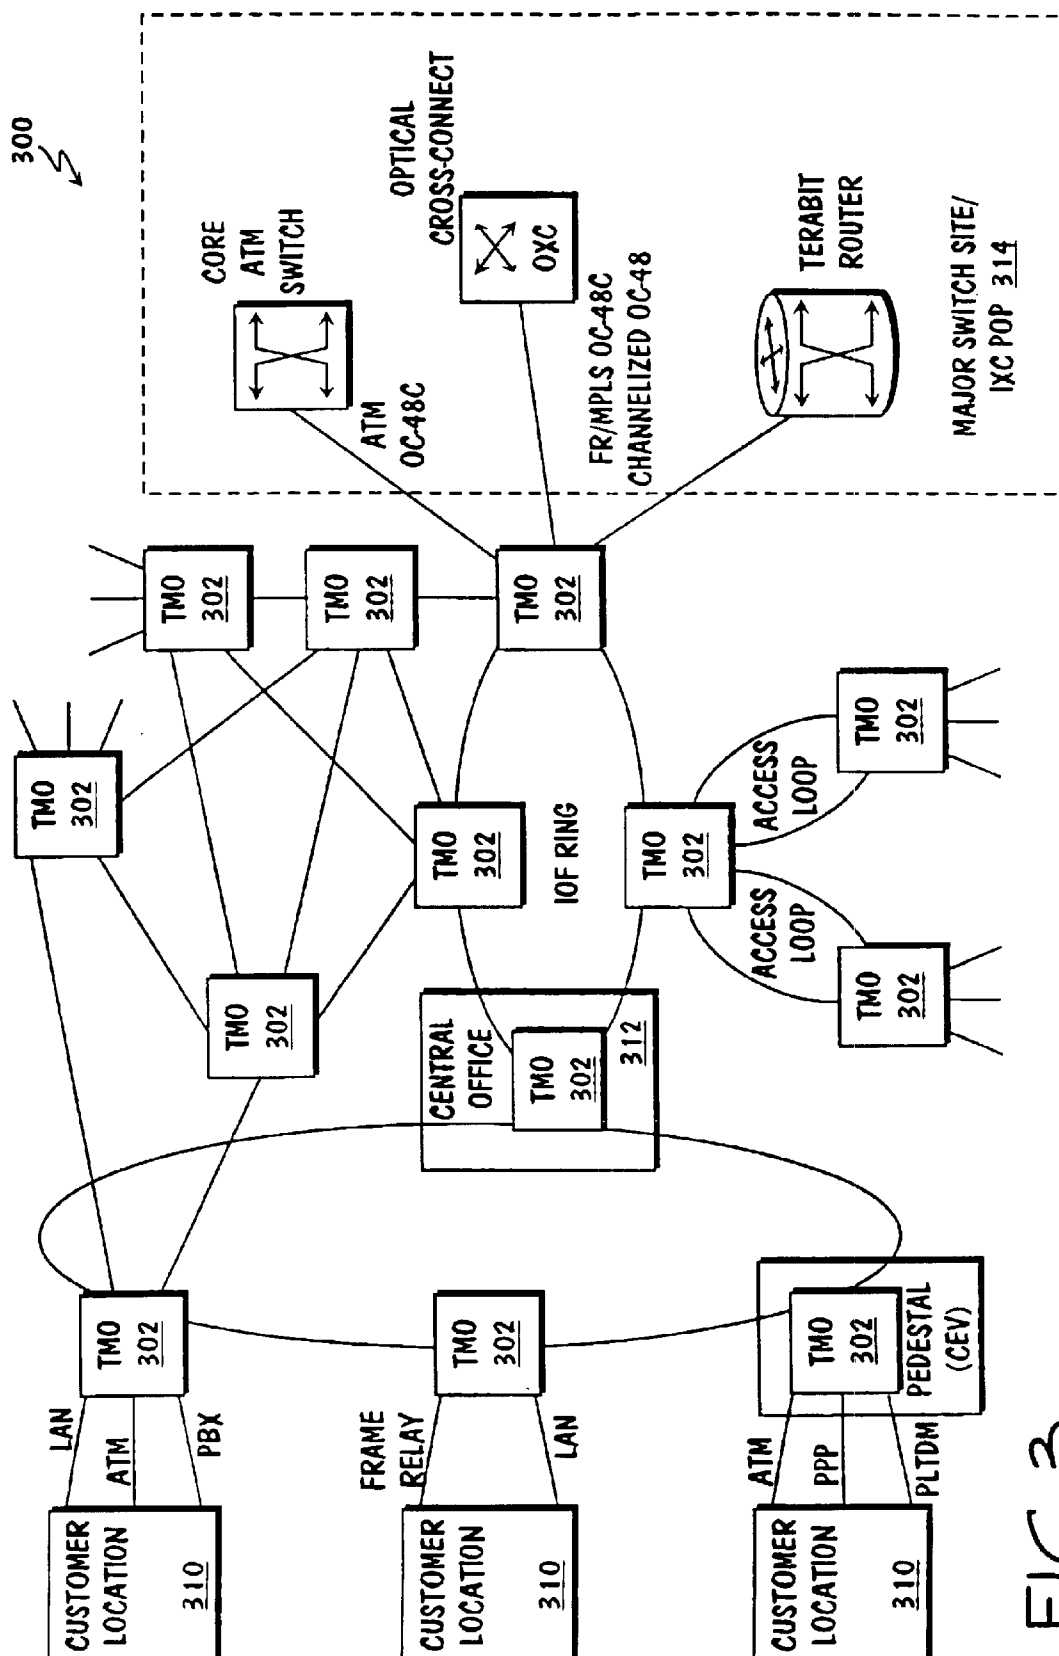 300
CUSTOMER
LOCATION
310
LAN
ATM
PBX
TMO
302
CUSTOMER
LOCATION
310
FRAME
RELAY
LAN
TMO
302
CUSTOMER
LOCATION
310
ATM
PPP
PLTDM
TMO
302
PEDESTAL
(CEV)
CENTRAL
OFFICE
TMO
302
312
TMO
302
TMO
302
TMO
302
TMO
302
TMO
302
IOF RING
TMO
302
TMO
302
ACCESS
LOOP
ACCESS
LOOP
TMO
302
TMO
302
CORE
ATM
SWITCH
ATM
OC-48C
OPTICAL
CROSS-CONNECT
OXC
FR/MPLS OC-48C
CHANNELIZED OC-48
TERABIT
ROUTER
MAJOR SWITCH SITE/
IXC POP 314
FIG. 3